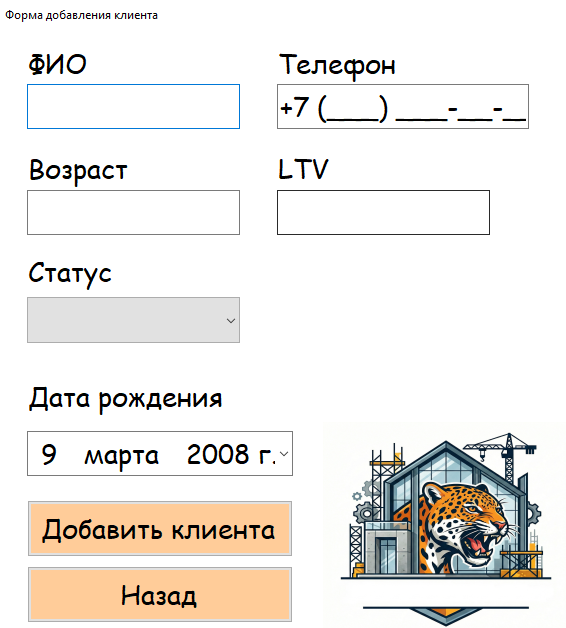 Форма добавления клиента
ФИО
Телефон
+7 (___) ___-__-__
Возраст
LTV
Статус
Дата рождения
9 марта 2008 г.
Добавить клиента
Назад